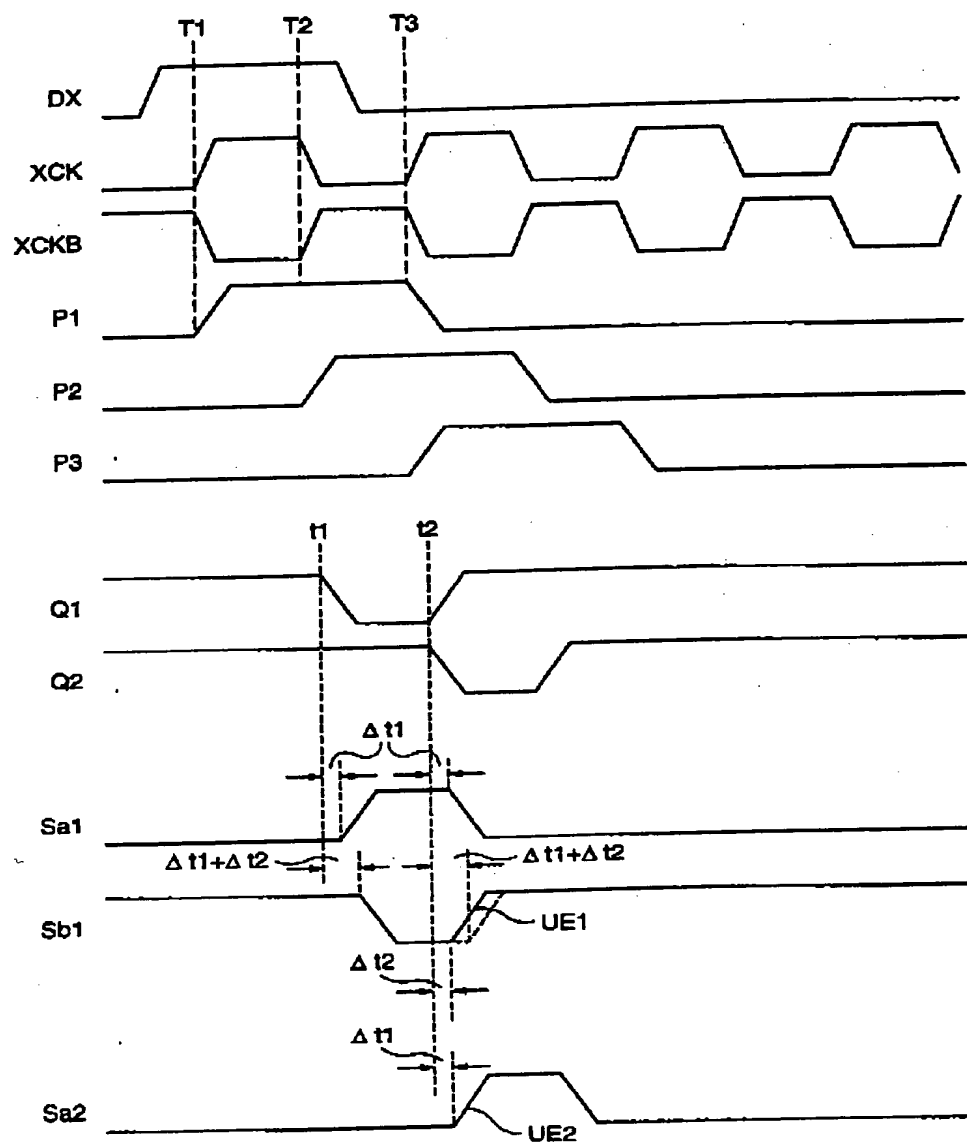 T1 T2 T3
DX
XCK
XCKB
P1
P2
P3
t1 t2
Q1
Q2
Δ t1
Sa1
Δ t1+Δ t2 Δ t1+Δ t2
Sb1 UE1
Δ t2
Δ t1
Sa2
UE2